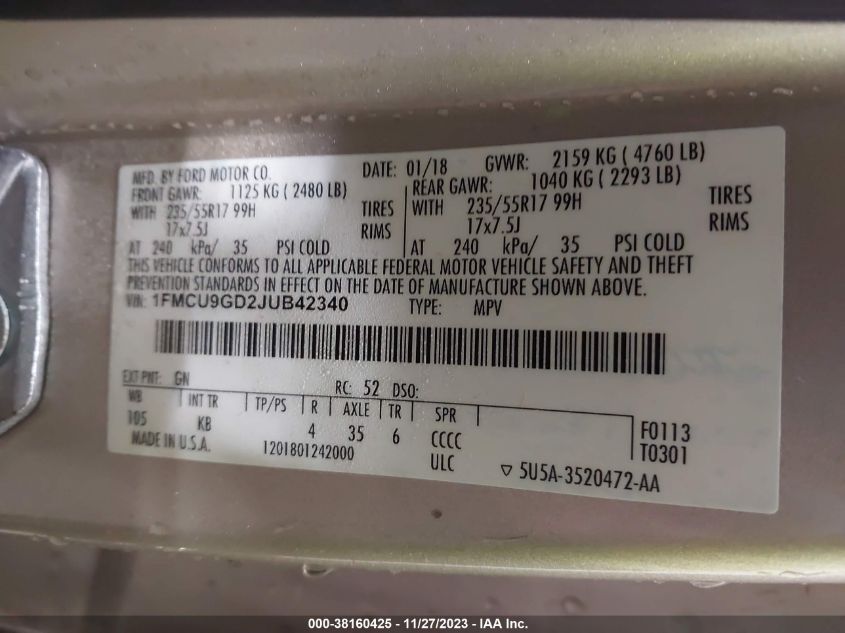 MFD. BY FORD MOTOR CO. DATE: 01/18 GVWR: 2159 KG ( 4760 LB)
FRONT GAWR: 1125 KG ( 2480 LB) REAR GAWR: 1040 KG ( 2293 LB)
WITH 235/55R17 99H TIRES WITH 235/55R17 99H TIRES
17x7.5J RIMS 17x7.5J RIMS
AT 240 kPa/ 35 PSI COLD AT 240 kPa/ 35 PSI COLD
THIS VEHICLE CONFORMS TO ALL APPLICABLE FEDERAL MOTOR VEHICLE SAFETY AND THEFT
PREVENTION STANDARDS IN EFFECT ON THE DATE OF MANUFACTURE SHOWN ABOVE.
VIN: 1FMCU9GD2JUB42340 TYPE: MPV
EXT PNT: GN RC: 52 DSO:
WB INT TR TP/PS R AXLE TR SPR
105 KB 4 35 6 CCCC F0113
MADE IN U.S.A. 1201801242000 ULC T0301
▽ 5U5A-3520472-AA
000-38160425 - 11/27/2023 - IAA Inc.